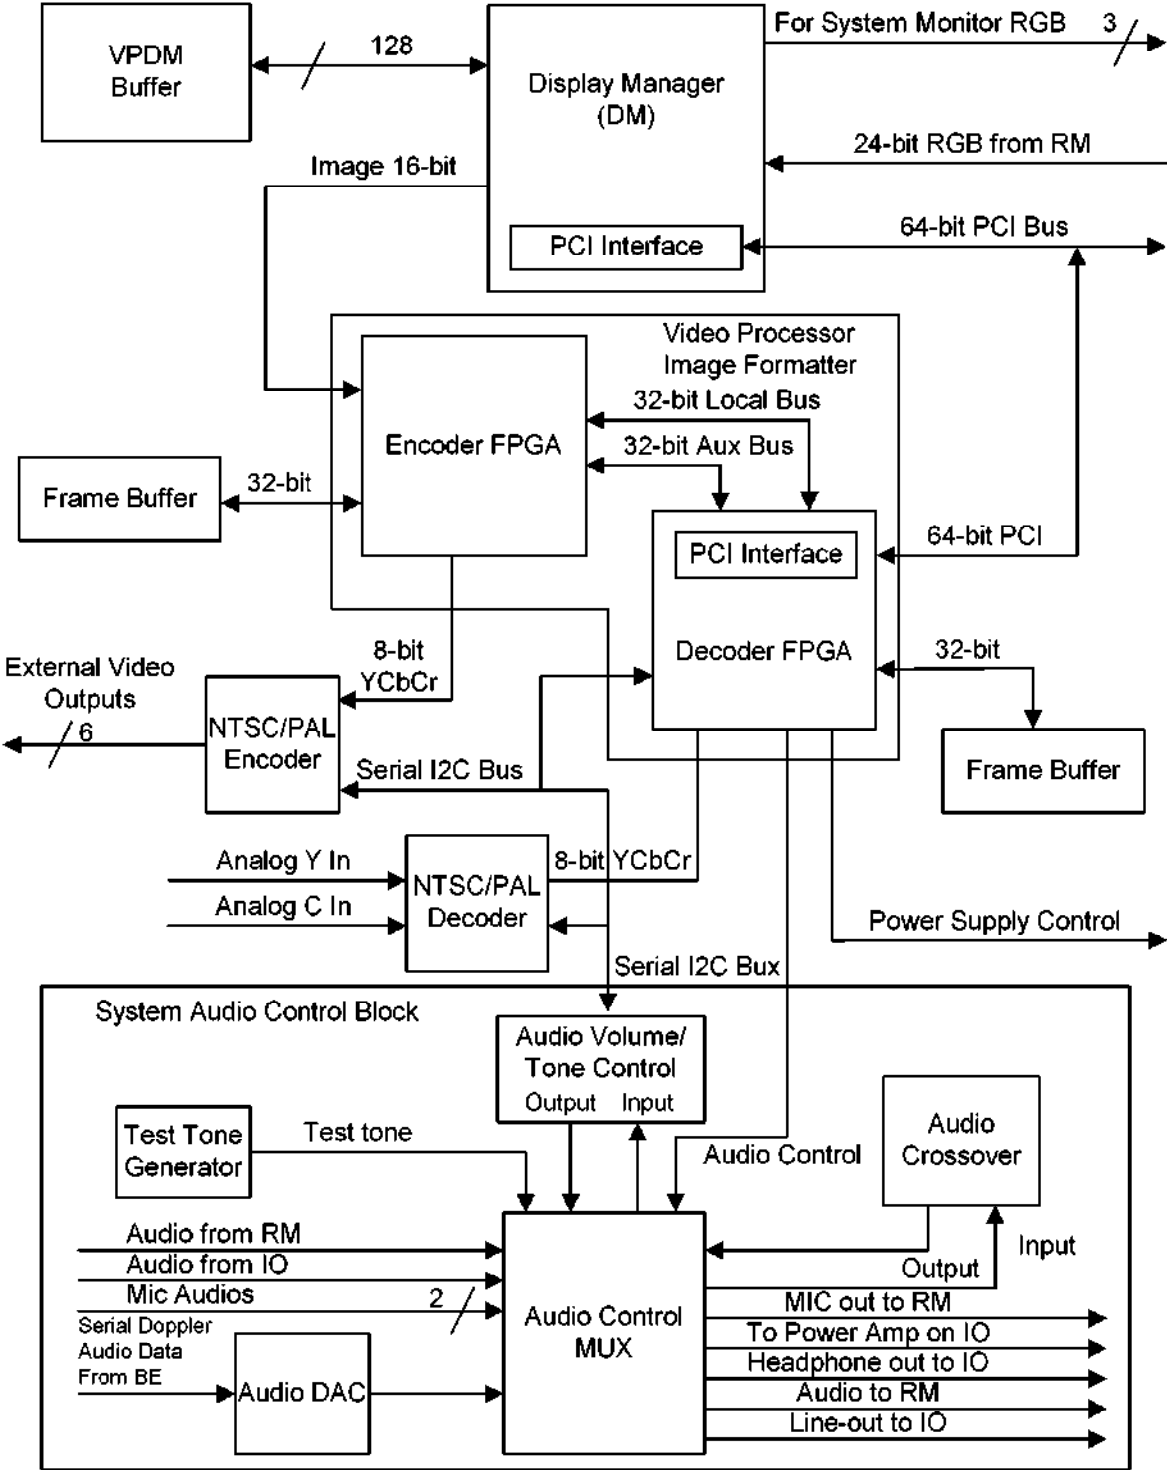 For System Monitor RGB 3
VPDM
Buffer
128
Display Manager
(DM)
24-bit RGB from RM
Image 16-bit
64-bit PCI Bus
PCI Interface
Video Processor
Image Formatter
32-bit Local Bus
Encoder FPGA
32-bit Aux Bus
Frame Buffer
32-bit
64-bit PCI
PCI Interface
8-bit
YCbCr
Decoder FPGA
32-bit
External Video
Outputs
6
NTSC/PAL
Encoder
Serial I2C Bus
Frame Buffer
Analog Y In
8-bit YCbCr
NTSC/PAL
Decoder
Analog C In
Power Supply Control
Serial I2C Bux
System Audio Control Block
Audio Volume/
Tone Control
Output Input
Test Tone
Generator
Test tone
Audio Control
Audio
Crossover
Audio from RM
Input
Audio from IO
Output
Mic Audios
2
MIC out to RM
Serial Doppler
Audio Data
From BE
Audio Control
MUX
To Power Amp on IO
Headphone out to IO
Audio DAC
Audio to RM
Line-out to IO